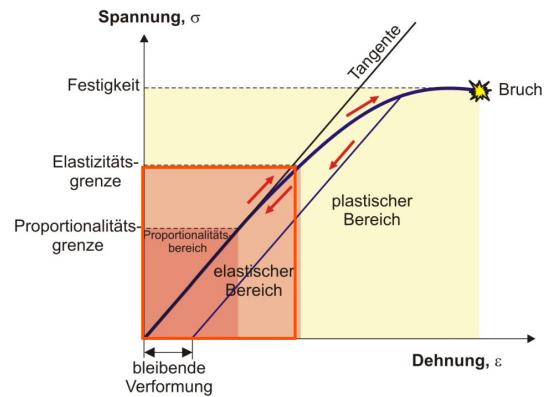 Spannung, σ
Tangente
Festigkeit
Bruch
Elastizitäts-
grenze
plastischer
Bereich
Proportionalitäts-
grenze
Proportionalitäts-
bereich
elastischer
Bereich
Dehnung, ε
bleibende
Verformung